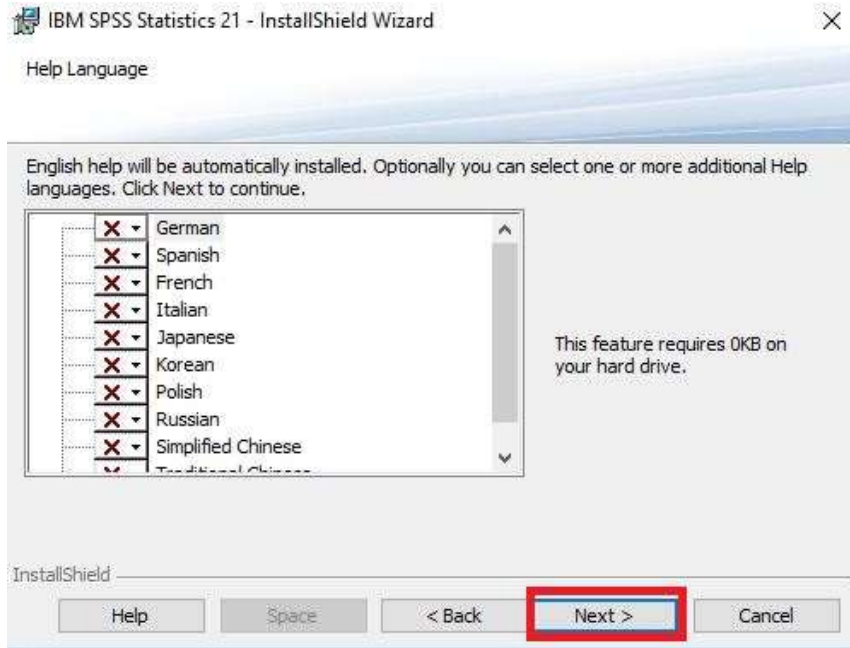 IBM SPSS Statistics 21 - InstallShield Wizard
Help Language
English help will be automatically installed. Optionally you can select one or more additional Help
languages. Click Next to continue.
German
Spanish
French
Italian
Japanese
Korean
Polish
Russian
Simplified Chinese
Traditional Chinese
This feature requires 0KB on
your hard drive.
InstallShield
Help
Space
< Back
Next >
Cancel